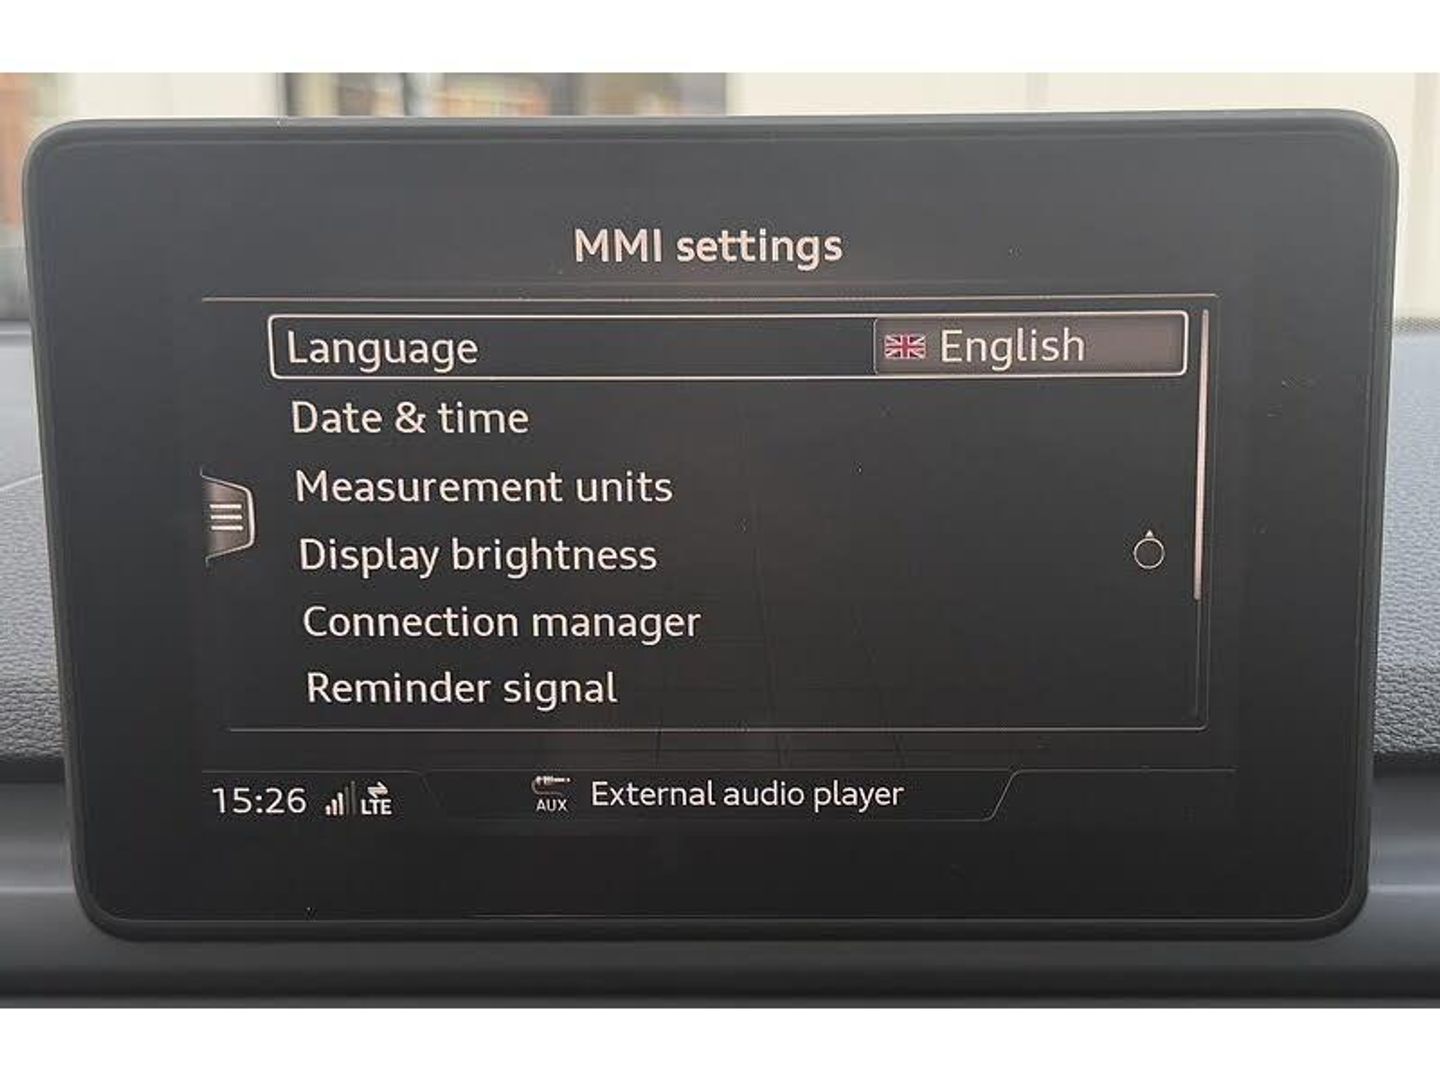 MMI settings
Language English
Date & time
Measurement units
Display brightness
Connection manager
Reminder signal
15:26 LTE AUX External audio player